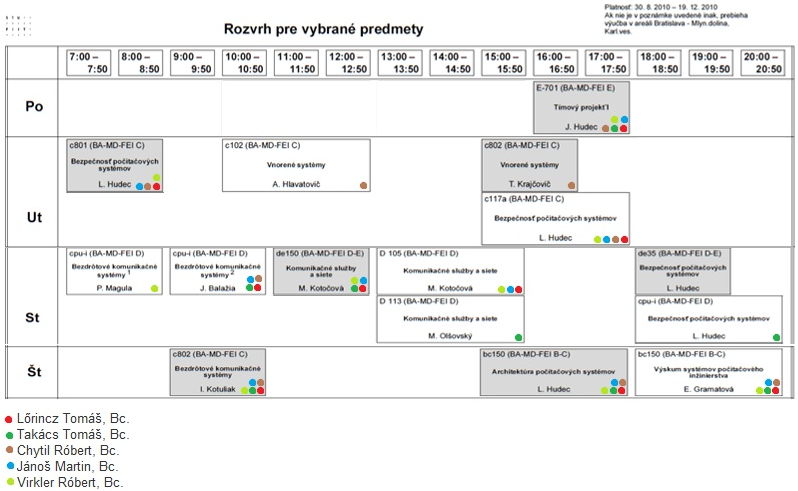 S T U
F I I T
Rozvrh pre vybrané predmety
Platnosť: 30. 8. 2010 – 19. 12. 2010
Ak nie je v poznámke uvedené inak, prebieha
výučba v areáli Bratislava - Mlyn.dolina,
Karl.ves.
7:00 – 7:50
8:00 – 8:50
9:00 – 9:50
10:00 – 10:50
11:00 – 11:50
12:00 – 12:50
13:00 – 13:50
14:00 – 14:50
15:00 – 15:50
16:00 – 16:50
17:00 – 17:50
18:00 – 18:50
19:00 – 19:50
20:00 – 20:50
Po
E-701 (BA-MD-FEI E)
Tímový projekt I
J. Hudec
Ut
c801 (BA-MD-FEI C)
Bezpečnosť počítačových
systémov
L. Hudec
c102 (BA-MD-FEI C)
Vnorené systémy
A. Hlavatovič
c802 (BA-MD-FEI C)
Vnorené systémy
T. Krajčovič
c117a (BA-MD-FEI C)
Bezpečnosť počítačových systémov
L. Hudec
St
cpu-i (BA-MD-FEI D)
Bezdrôtové komunikačné
systémy 1
P. Magula
cpu-i (BA-MD-FEI D)
Bezdrôtové komunikačné
systémy 2
J. Balažia
de150 (BA-MD-FEI D-E)
Komunikačné služby
a siete
M. Kotočová
D 105 (BA-MD-FEI D)
Komunikačné služby a siete
M. Kotočová
D 113 (BA-MD-FEI D)
Komunikačné služby a siete
M. Olšovský
de35 (BA-MD-FEI D-E)
Bezpečnosť počítačových
systémov
L. Hudec
cpu-i (BA-MD-FEI D)
Bezpečnosť počítačových systémov
L. Hudec
Št
c802 (BA-MD-FEI C)
Bezdrôtové komunikačné
systémy
I. Kotuliak
bc150 (BA-MD-FEI B-C)
Architektúra počítačových systémov
L. Hudec
bc150 (BA-MD-FEI B-C)
Výskum systémov počítačového
inžinierstva
E. Gramatová
Lőrincz Tomáš, Bc.
Takács Tomáš, Bc.
Chytil Róbert, Bc.
Jánoš Martin, Bc.
Virkler Róbert, Bc.